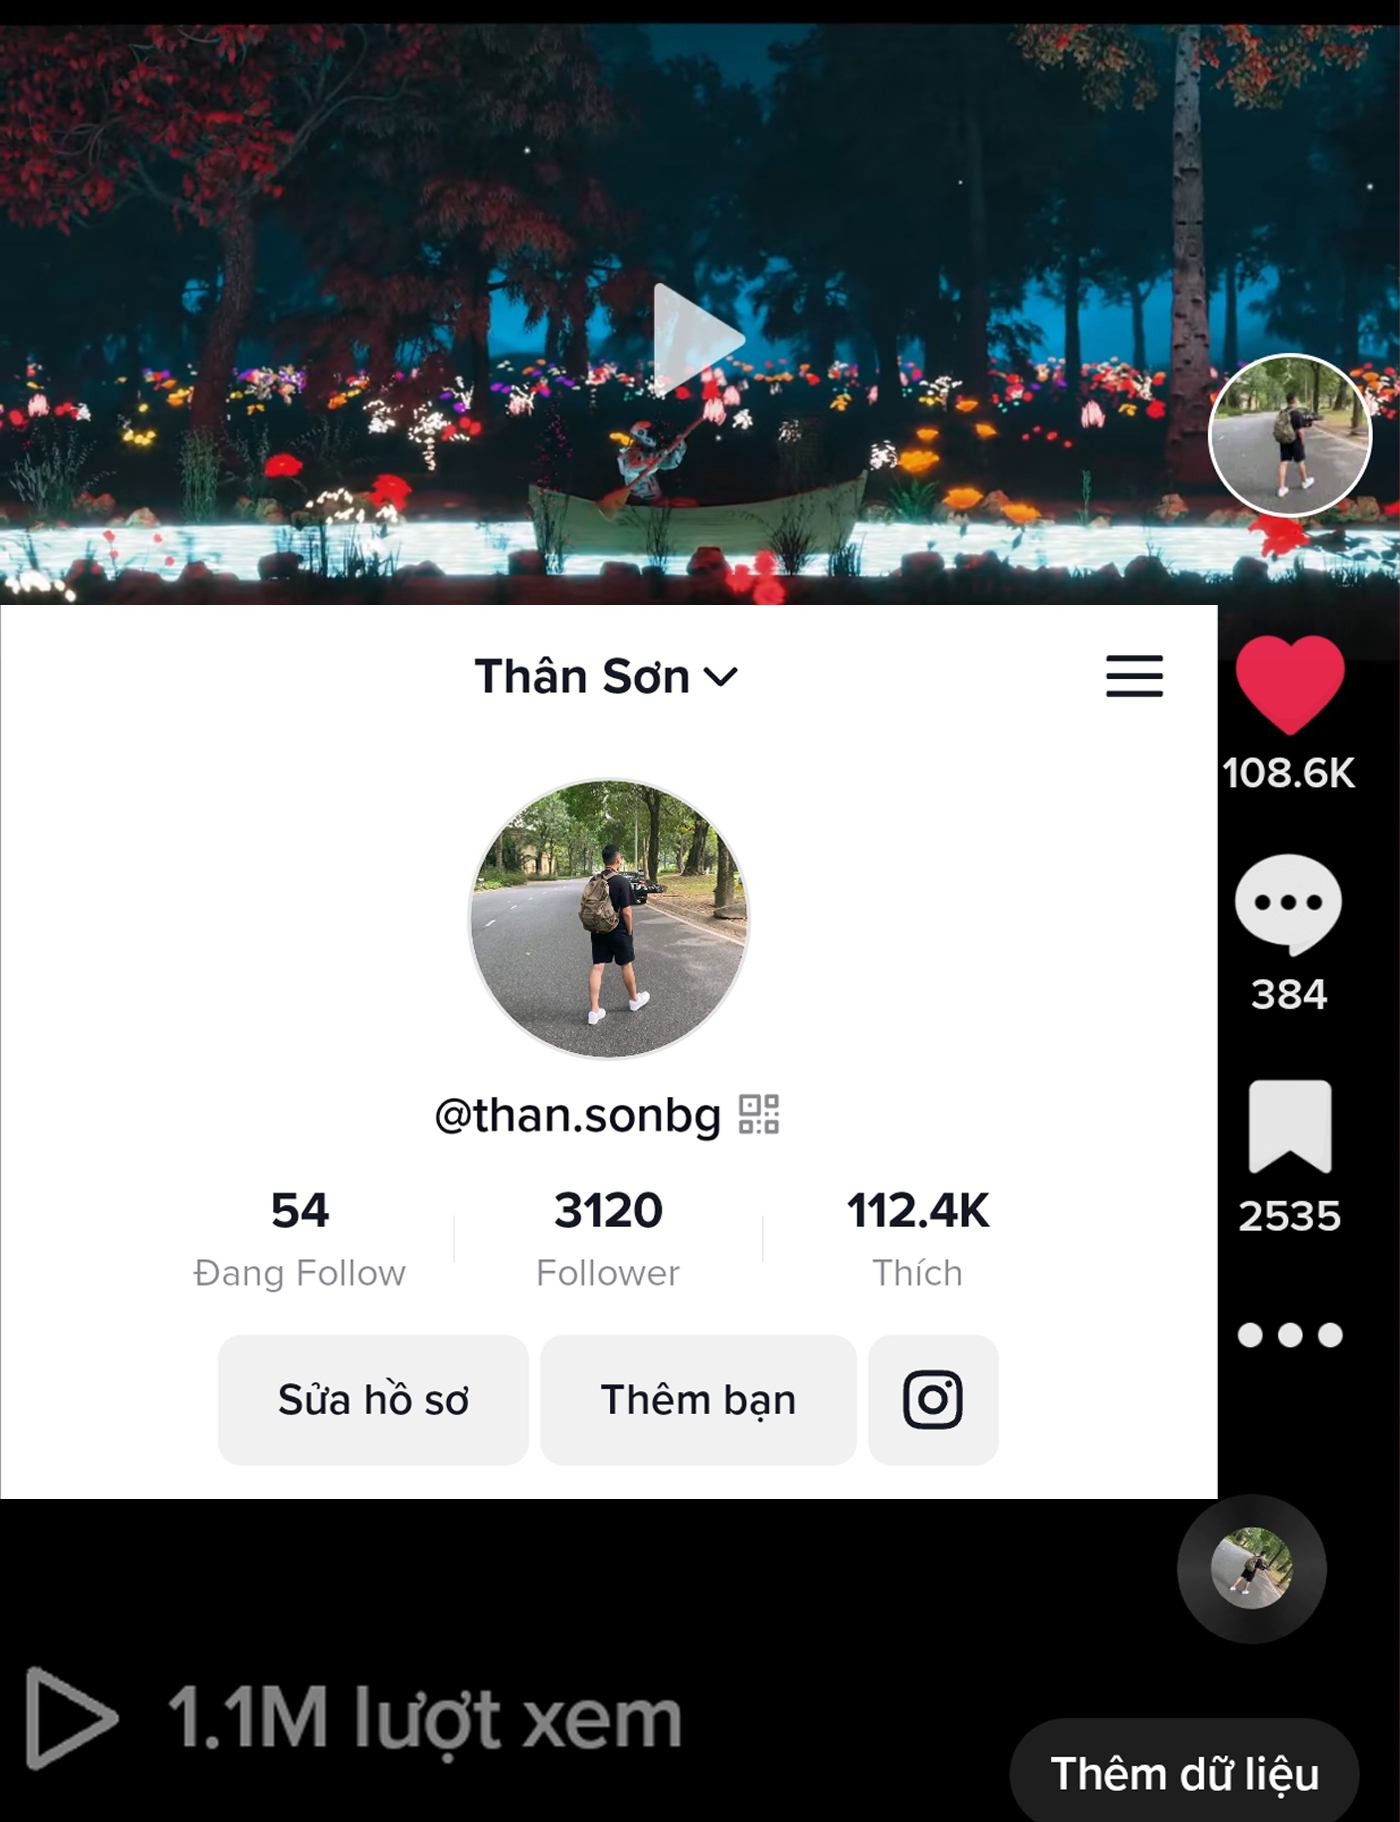 Thân Sơn
108.6K
384
@than.sonbg
54
3120
112.4K
Đang Follow
Follower
Thích
2535
Sửa hồ sơ
Thêm bạn
1.1M lượt xem
Thêm dữ liệu